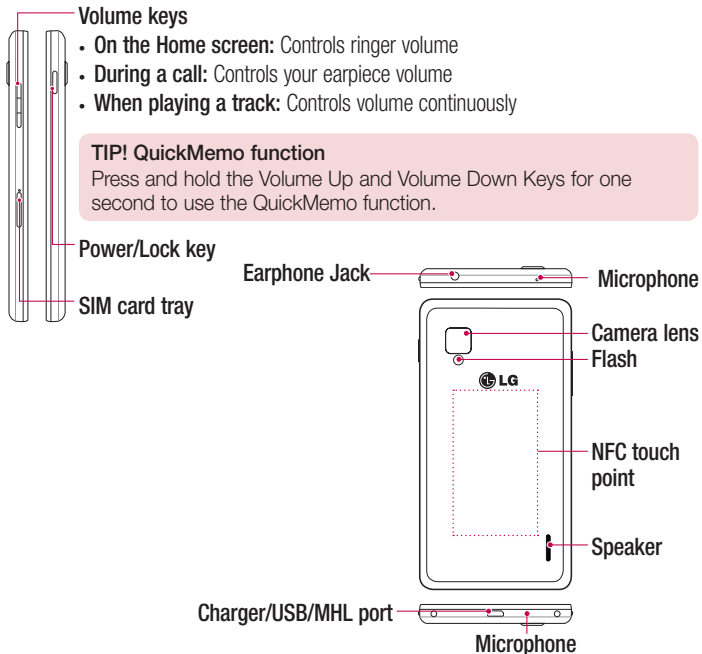 Volume keys
• On the Home screen: Controls ringer volume
• During a call: Controls your earpiece volume
• When playing a track: Controls volume continuously
TIP! QuickMemo function
Press and hold the Volume Up and Volume Down Keys for one
second to use the QuickMemo function.
Power/Lock key
SIM card tray
Earphone Jack
Microphone
Camera lens
Flash
LG
NFC touch
point
Speaker
Charger/USB/MHL port
Microphone